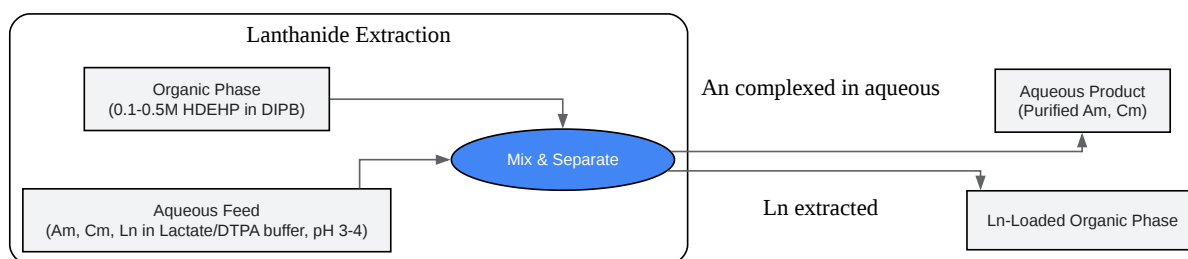 Lanthanide Extraction
Organic Phase
(0.1-0.5M HDEHP in DIPB)
Mix & Separate
Aqueous Feed
(Am, Cm, Ln in Lactate/DTPA buffer, pH 3-4)
An complexed in aqueous
Ln extracted
Aqueous Product
(Purified Am, Cm)
Ln-Loaded Organic Phase